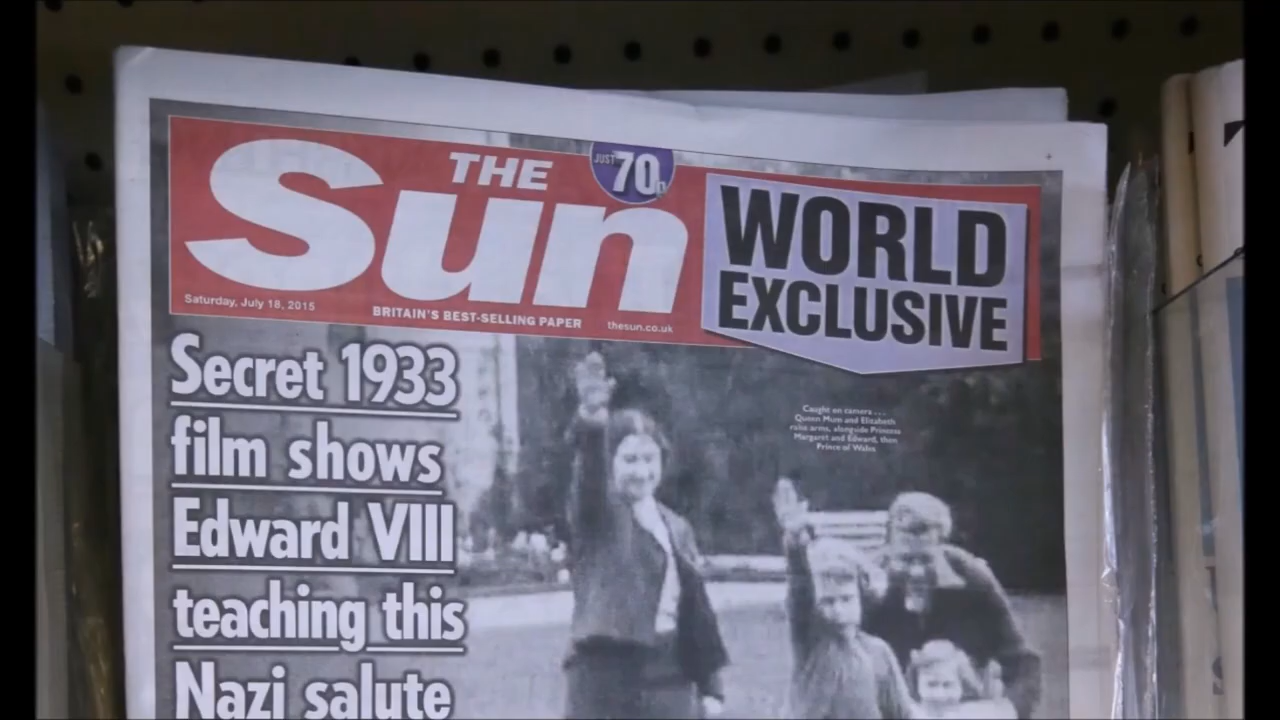 THE
JUST 70p
Sun
WORLD
EXCLUSIVE
Saturday, July 18, 2015
BRITAIN'S BEST-SELLING PAPER
thesun.co.uk
Secret 1933
film shows
Edward VIII
teaching this
Nazi salute
Caught on camera . . .
Queen Mum and Elizabeth
raise arms, alongside Princess
Margaret and Edward, then
Prince of Wales